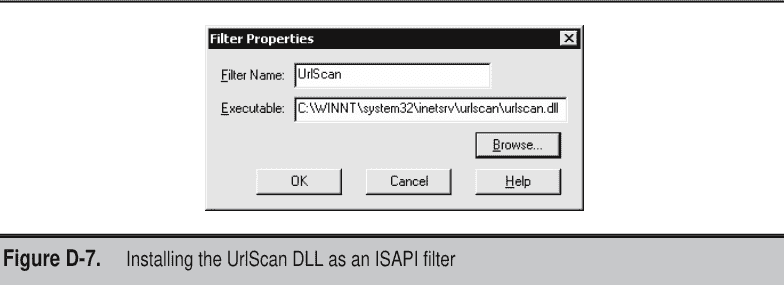 Filter Properties
Filter Name: UrlScan
Executable: C:\WINNT\system32\inetsrv\urlscan\urlscan.dll
Browse...
OK Cancel Help
Figure D-7. Installing the UrlScan DLL as an ISAPI filter